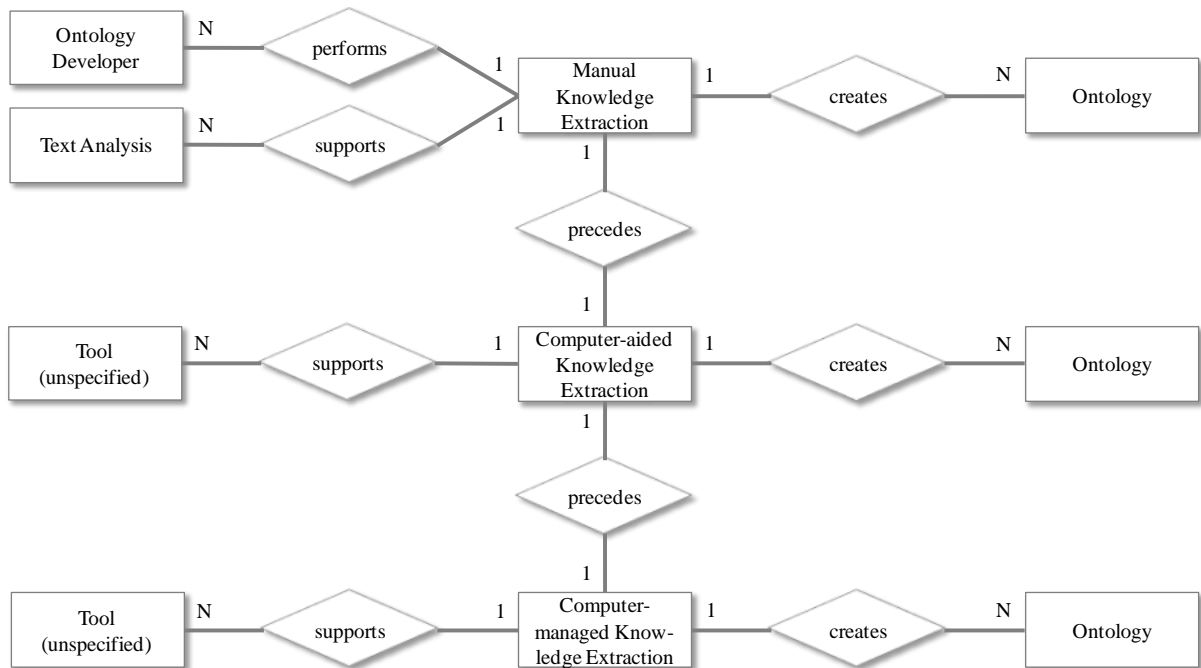 N
Ontology
Developer
performs
1
Manual
Knowledge
Extraction
1
creates
N
Ontology
N
Text Analysis
supports
1
1
precedes
1
N
Tool
(unspecified)
supports
1
Computer-aided
Knowledge
Extraction
1
creates
N
Ontology
1
precedes
1
N
Tool
(unspecified)
supports
1
Computer-
managed Know-
ledge Extraction
1
creates
N
Ontology